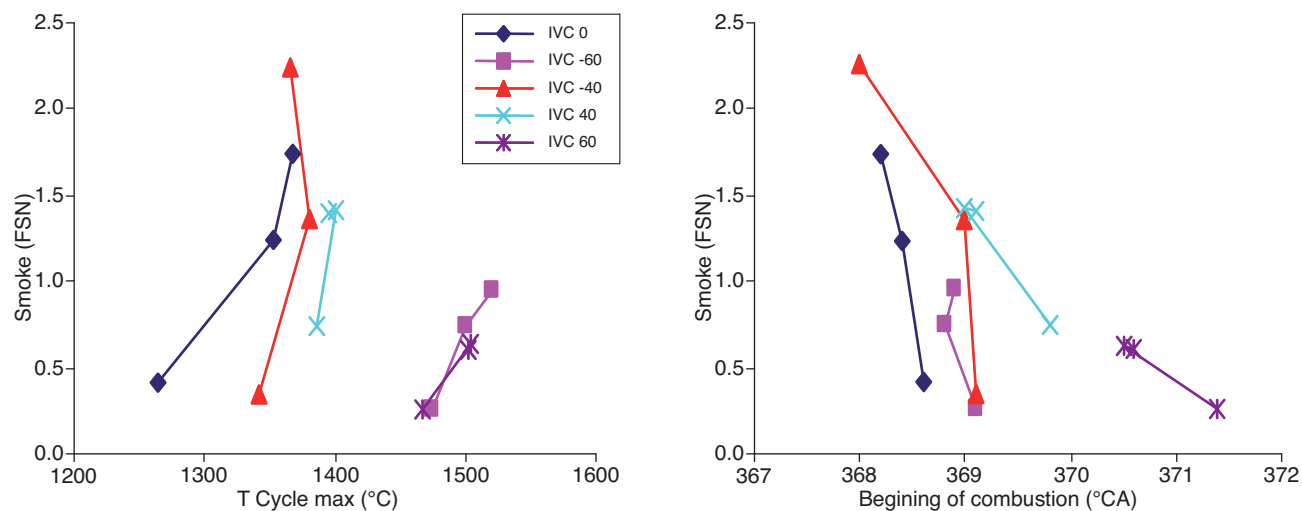 2.5
2.0
1.5
1.0
0.5
0.0
Smoke (FSN)
1200 1300 1400 1500 1600
T Cycle max (°C)
IVC 0
IVC -60
IVC -40
IVC 40
IVC 60
2.5
2.0
1.5
1.0
0.5
0.0
Smoke (FSN)
367 368 369 370 371 372
Begining of combustion (°CA)